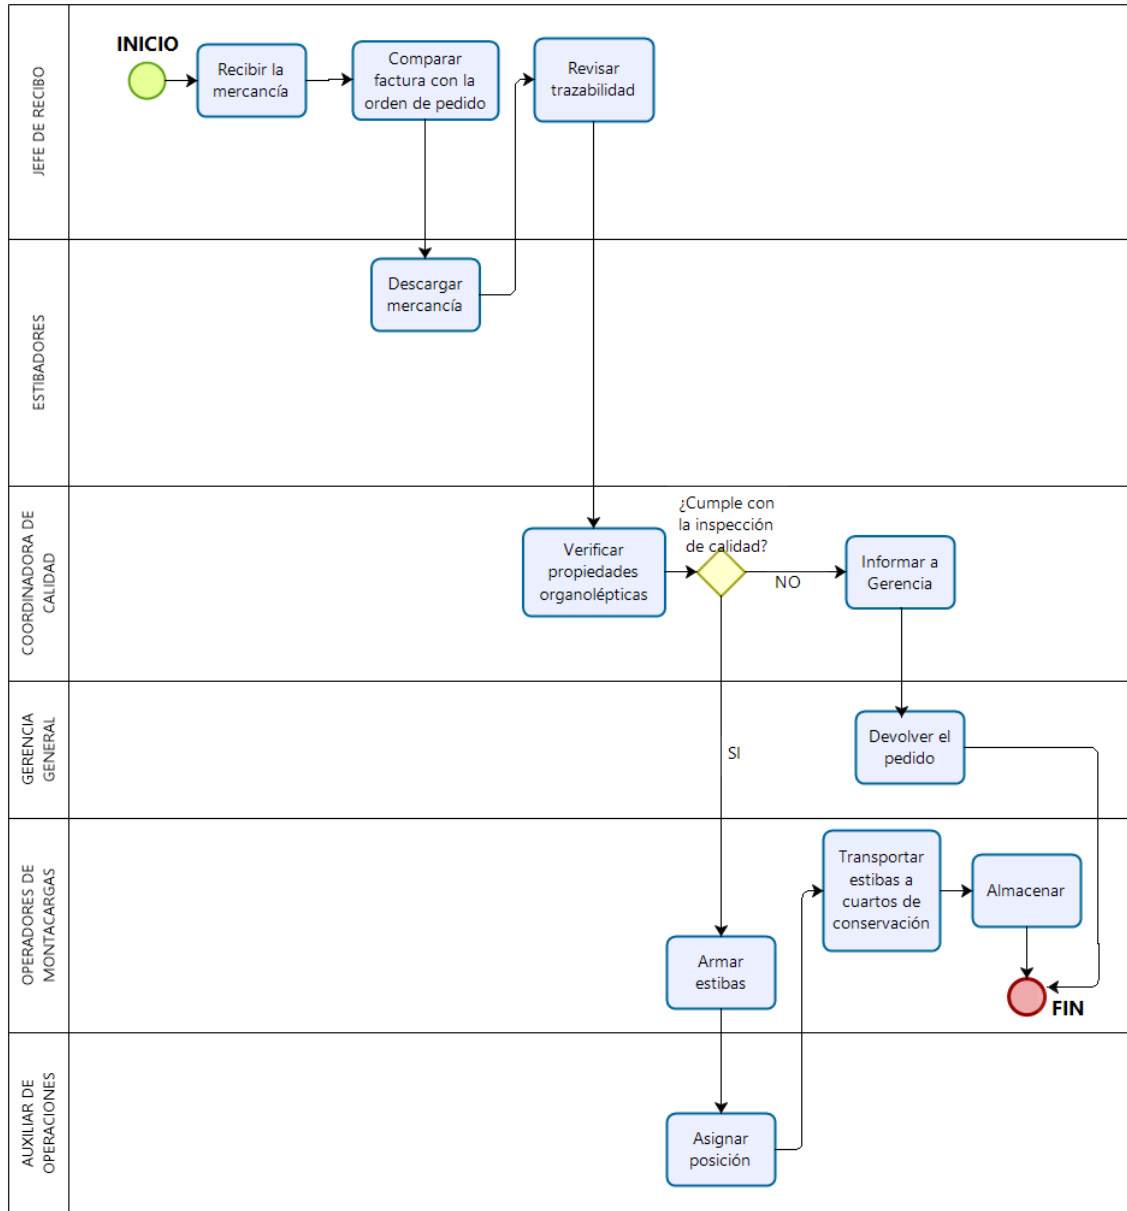 JEFE DE RECIBO
INICIO
Recibir la
mercancía
Comparar
factura con la
orden de pedido
Revisar
trazabilidad
ESTIBADORES
Descargar
mercancía
COORDINADORA DE
CALIDAD
Verificar
propiedades
organolépticas
¿Cumple con
la inspección
de calidad?
NO
Informar a
Gerencia
GERENCIA
GENERAL
SI
Devolver el
pedido
OPERADORES DE
MONTACARGAS
Armar
estibas
Transportar
estibas a
cuartos de
conservación
Almacenar
FIN
AUXILIAR DE
OPERACIONES
Asignar
posición